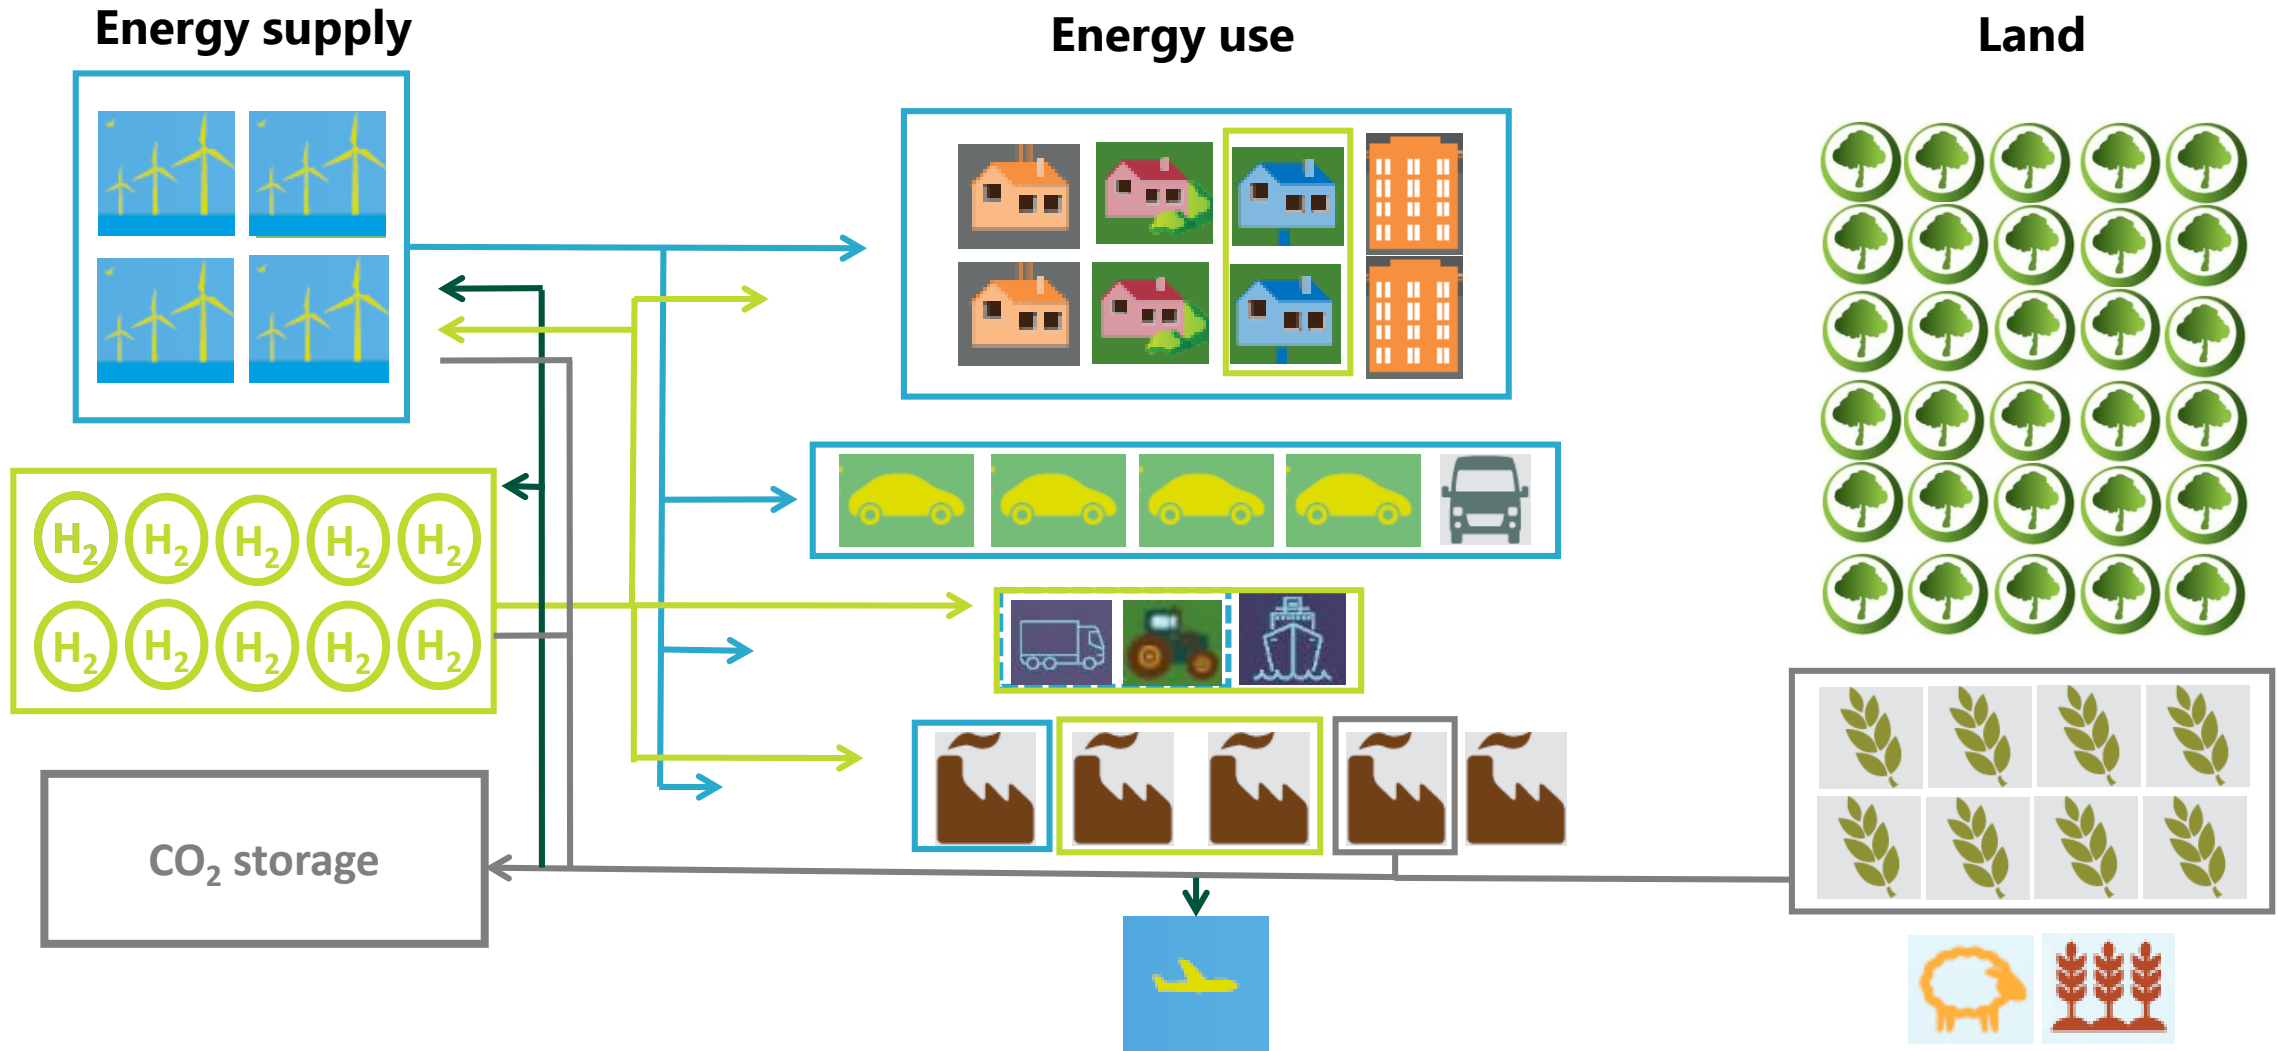 Energy supply
Energy use
Land
H₂ H₂ H₂ H₂ H₂
H₂ H₂ H₂ H₂ H₂
CO₂ storage